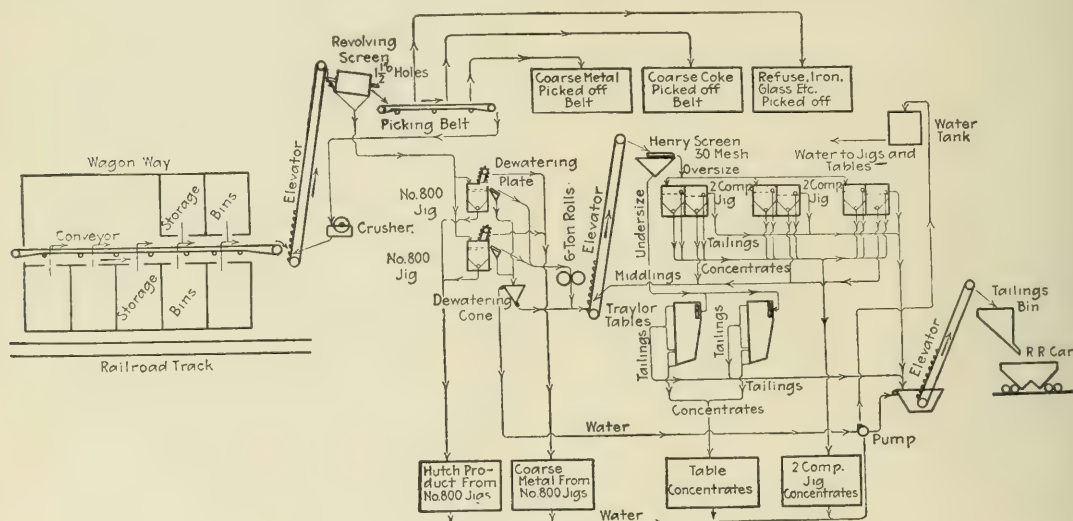 Revolving
Screen
1 1/2" Holes
Picking Belt
Coarse Metal
Picked off
Belt
Coarse Coke
Picked off
Belt
Refuse, Iron,
Glass Etc.
Picked off
Water
Tank
Water to Jigs and
Tables
Wagon Way
Storage
Bins
Conveyor
Storage
Bins
Railroad Track
Elevator
Crusher
No.800
Jig
No.800
Jig
Dewatering
Plate
Dewatering
Cone
6-Ton Rolls
Elevator
Henry Screen
30 Mesh
Oversize
Undersize
2 Comp.
Jig
2 Comp.
Jig
Tailings
Concentrates
Middlings
Traylor
Tables
Tailings
Tailings
Tailings
Concentrates
Water
Pump
Elevator
Tailings
Bin
R R Car
Hutch Pro-
duct From
No.800 Jigs
Coarse
Metal From
No.800 Jigs
Table
Concentrates
2 Comp.
Jig
Concentrates
Water